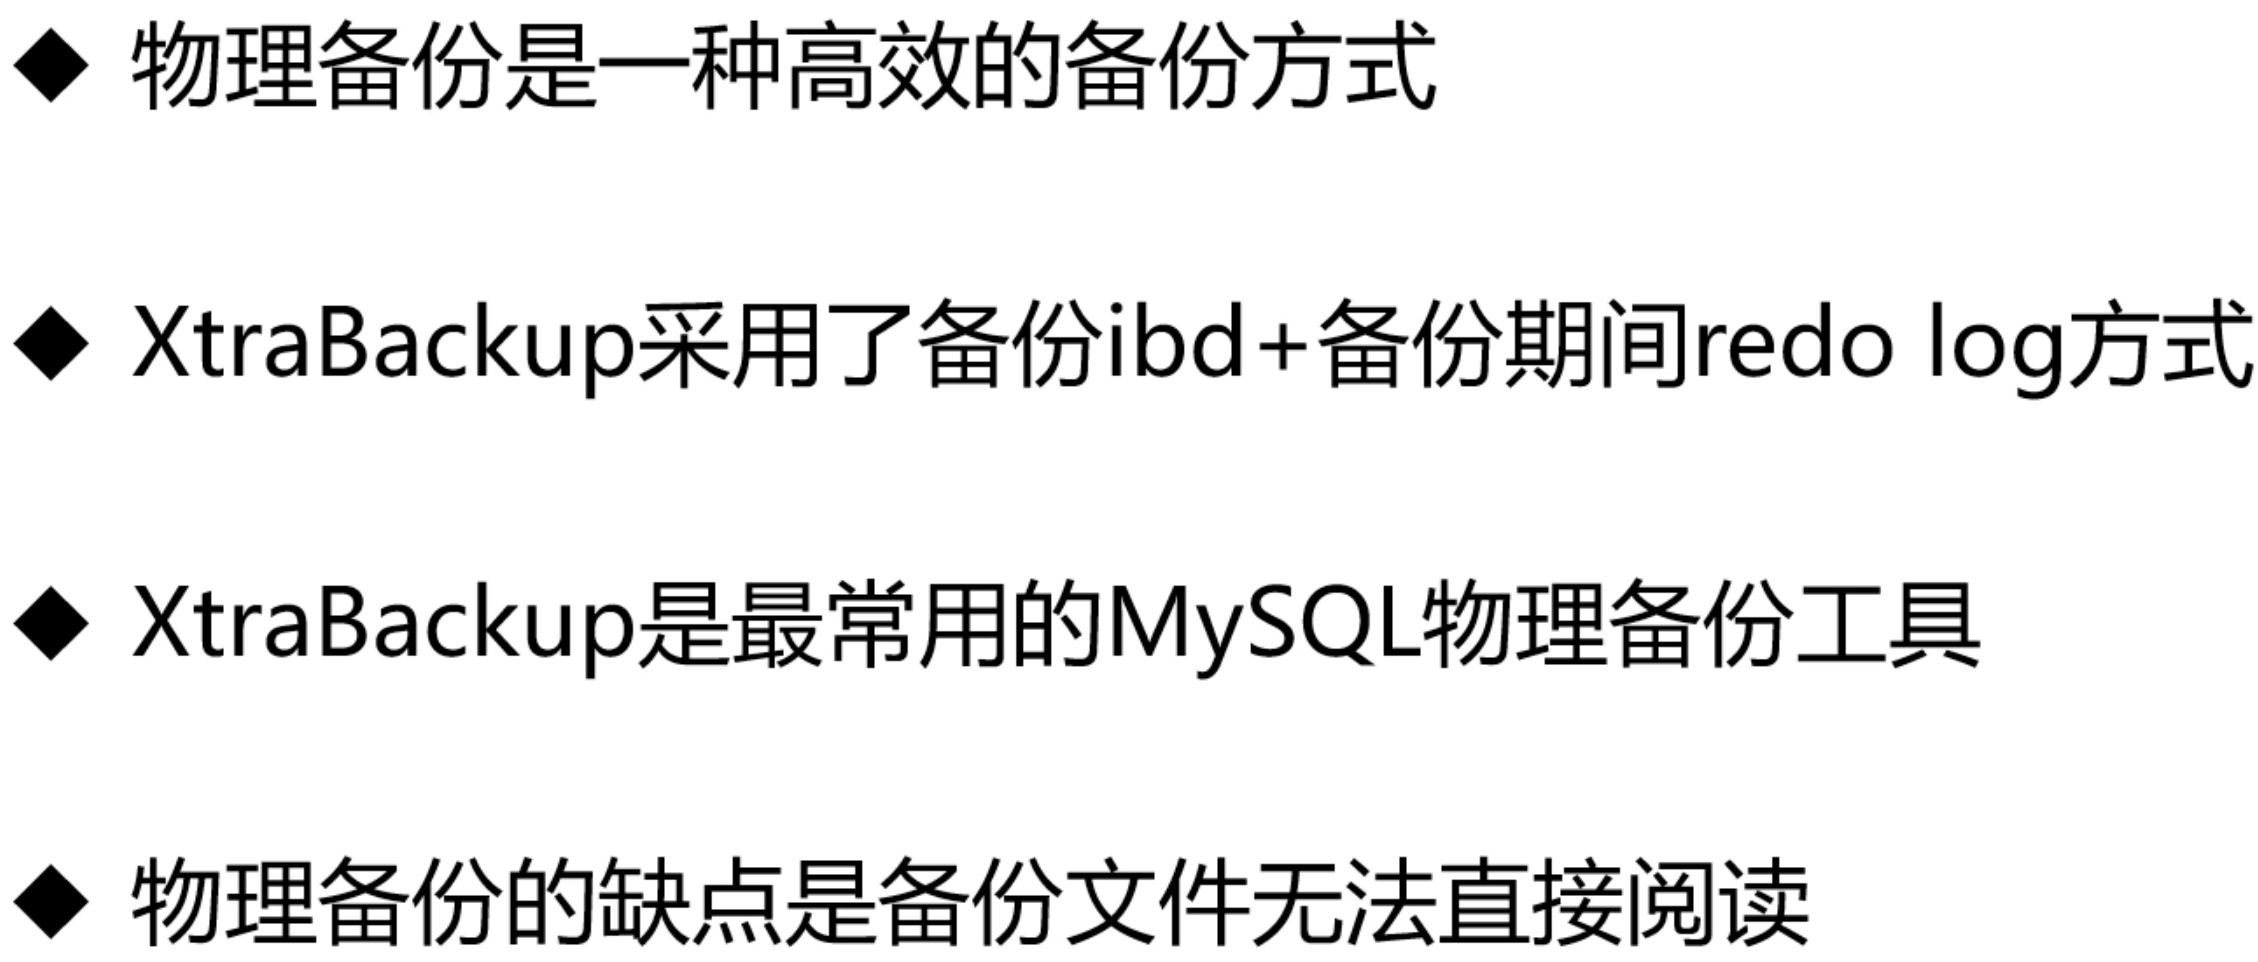 ◆ 物理备份是一种高效的备份方式
◆ XtraBackup采用了备份ibd+备份期间redo log方式
◆ XtraBackup是最常用的MySQL物理备份工具
◆ 物理备份的缺点是备份文件无法直接阅读